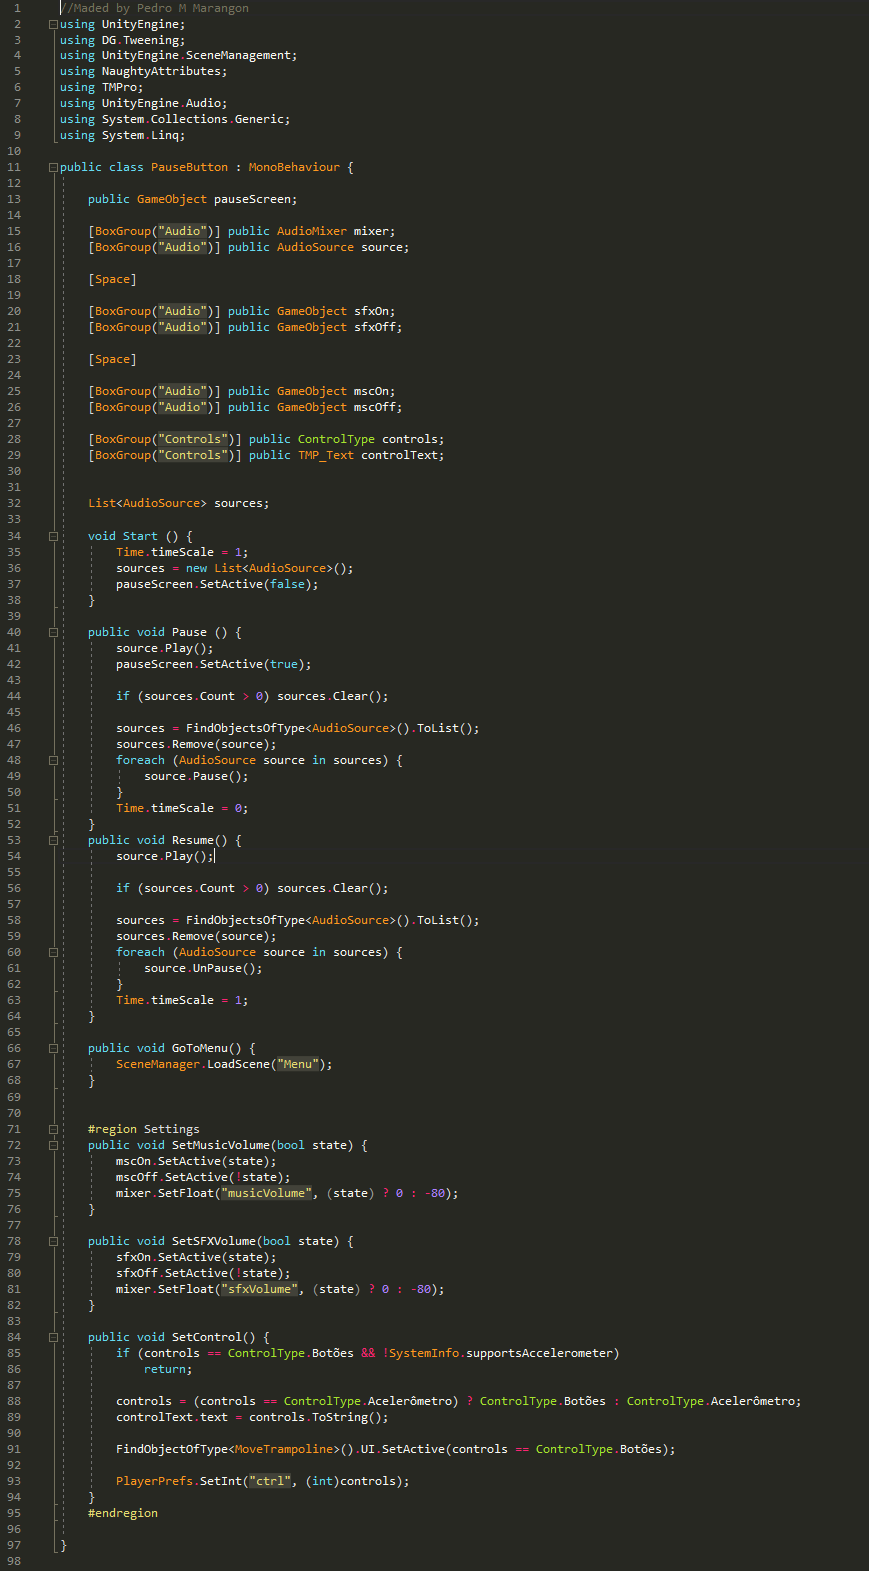 1 //Maded by Pedro M Marangon
2 using UnityEngine;
3 using DG.Tweening;
4 using UnityEngine.SceneManagement;
5 using NaughtyAttributes;
6 using TMPro;
7 using UnityEngine.Audio;
8 using System.Collections.Generic;
9 using System.Linq;
10
11 public class PauseButton : MonoBehaviour {
12
13 public GameObject pauseScreen;
14
15 [BoxGroup("Audio")] public AudioMixer mixer;
16 [BoxGroup("Audio")] public AudioSource source;
17
18 [Space]
19
20 [BoxGroup("Audio")] public GameObject sfxOn;
21 [BoxGroup("Audio")] public GameObject sfxOff;
22
23 [Space]
24
25 [BoxGroup("Audio")] public GameObject mscOn;
26 [BoxGroup("Audio")] public GameObject mscOff;
27
28 [BoxGroup("Controls")] public ControlType controls;
29 [BoxGroup("Controls")] public TMP_Text controlText;
30
31
32 List<AudioSource> sources;
33
34 void Start () {
35 Time.timeScale = 1;
36 sources = new List<AudioSource>();
37 pauseScreen.SetActive(false);
38 }
39
40 public void Pause () {
41 source.Play();
42 pauseScreen.SetActive(true);
43
44 if (sources.Count > 0) sources.Clear();
45
46 sources = FindObjectsOfType<AudioSource>().ToList();
47 sources.Remove(source);
48 foreach (AudioSource source in sources) {
49 source.Pause();
50 }
51 Time.timeScale = 0;
52 }
53 public void Resume() {
54 source.Play();
55
56 if (sources.Count > 0) sources.Clear();
57
58 sources = FindObjectsOfType<AudioSource>().ToList();
59 sources.Remove(source);
60 foreach (AudioSource source in sources) {
61 source.UnPause();
62 }
63 Time.timeScale = 1;
64 }
65
66 public void GoToMenu() {
67 SceneManager.LoadScene("Menu");
68 }
69
70
71 #region Settings
72 public void SetMusicVolume(bool state) {
73 mscOn.SetActive(state);
74 mscOff.SetActive(!state);
75 mixer.SetFloat("musicVolume", (state) ? 0 : -80);
76 }
77
78 public void SetSFXVolume(bool state) {
79 sfxOn.SetActive(state);
80 sfxOff.SetActive(!state);
81 mixer.SetFloat("sfxVolume", (state) ? 0 : -80);
82 }
83
84 public void SetControl() {
85 if (controls == ControlType.Botões && !SystemInfo.supportsAccelerometer)
86 return;
87
88 controls = (controls == ControlType.Acelerômetro) ? ControlType.Botões : ControlType.Acelerômetro;
89 controlText.text = controls.ToString();
90
91 FindObjectOfType<MoveTrampoline>().UI.SetActive(controls == ControlType.Botões);
92
93 PlayerPrefs.SetInt("ctrl", (int)controls);
94 }
95 #endregion
96
97 }
98